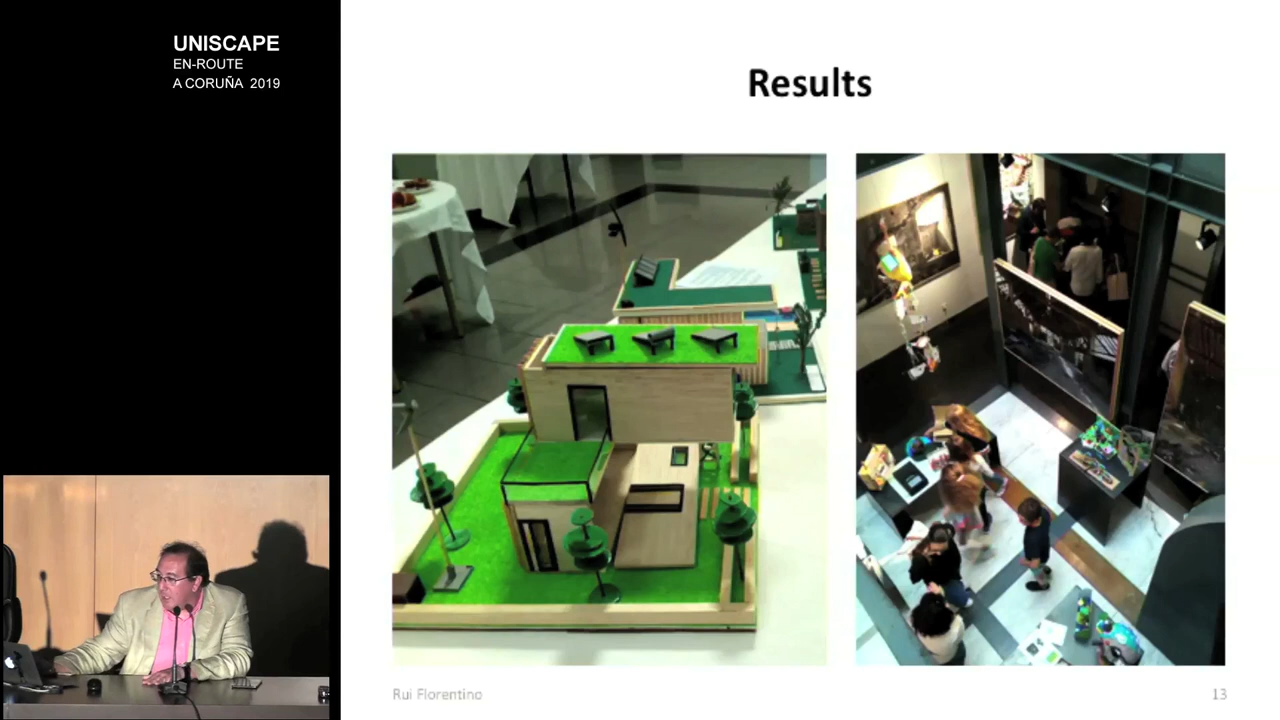 UNISCAPE
EN-ROUTE
A CORUÑA 2019
Results
Rui Florentino
13